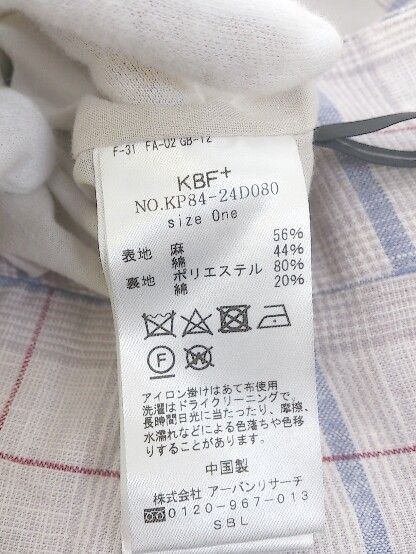 F-31 FA-02 GB-12
KBF+
NO.KP84-24D080
size One
表地 麻 56%
綿 44%
裏地 ポリエステル 80%
綿 20%
F W
アイロン掛けはあて布使用
洗濯はドライクリーニングで、
長時間日光に当たったり、摩擦、
水濡れなどによる色落ちや色移
りすることがあります。
中国製
株式会社 アーバンリサーチ
0120-967-013
SBL